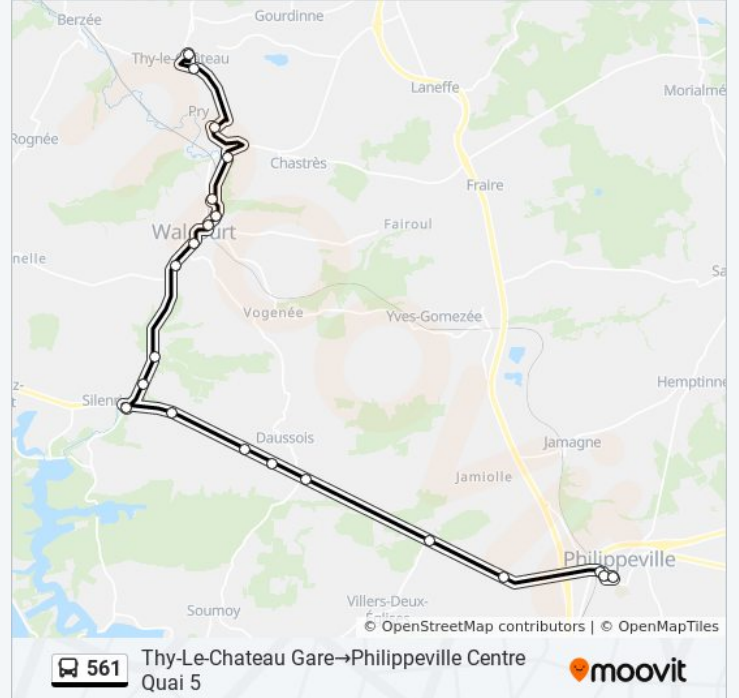 Berzée
Gourdinne
Thy-le-Château
Laneffe
Morialmé
Pry
Rognée
Chastrès
Fraire
Walcourt
Fairoul
nelle
Sa
Vogenée
Yves-Gomezée
z-
t
Silenr
Hemptinne
Daussois
Jamagne
Jamiolle
Philippeville
Villers-Deux-
Églises
Soumoy
© OpenStreetMap contributors | © OpenMapTiles
561
Thy-Le-Chateau Gare→Philippeville Centre
Quai 5
moovit